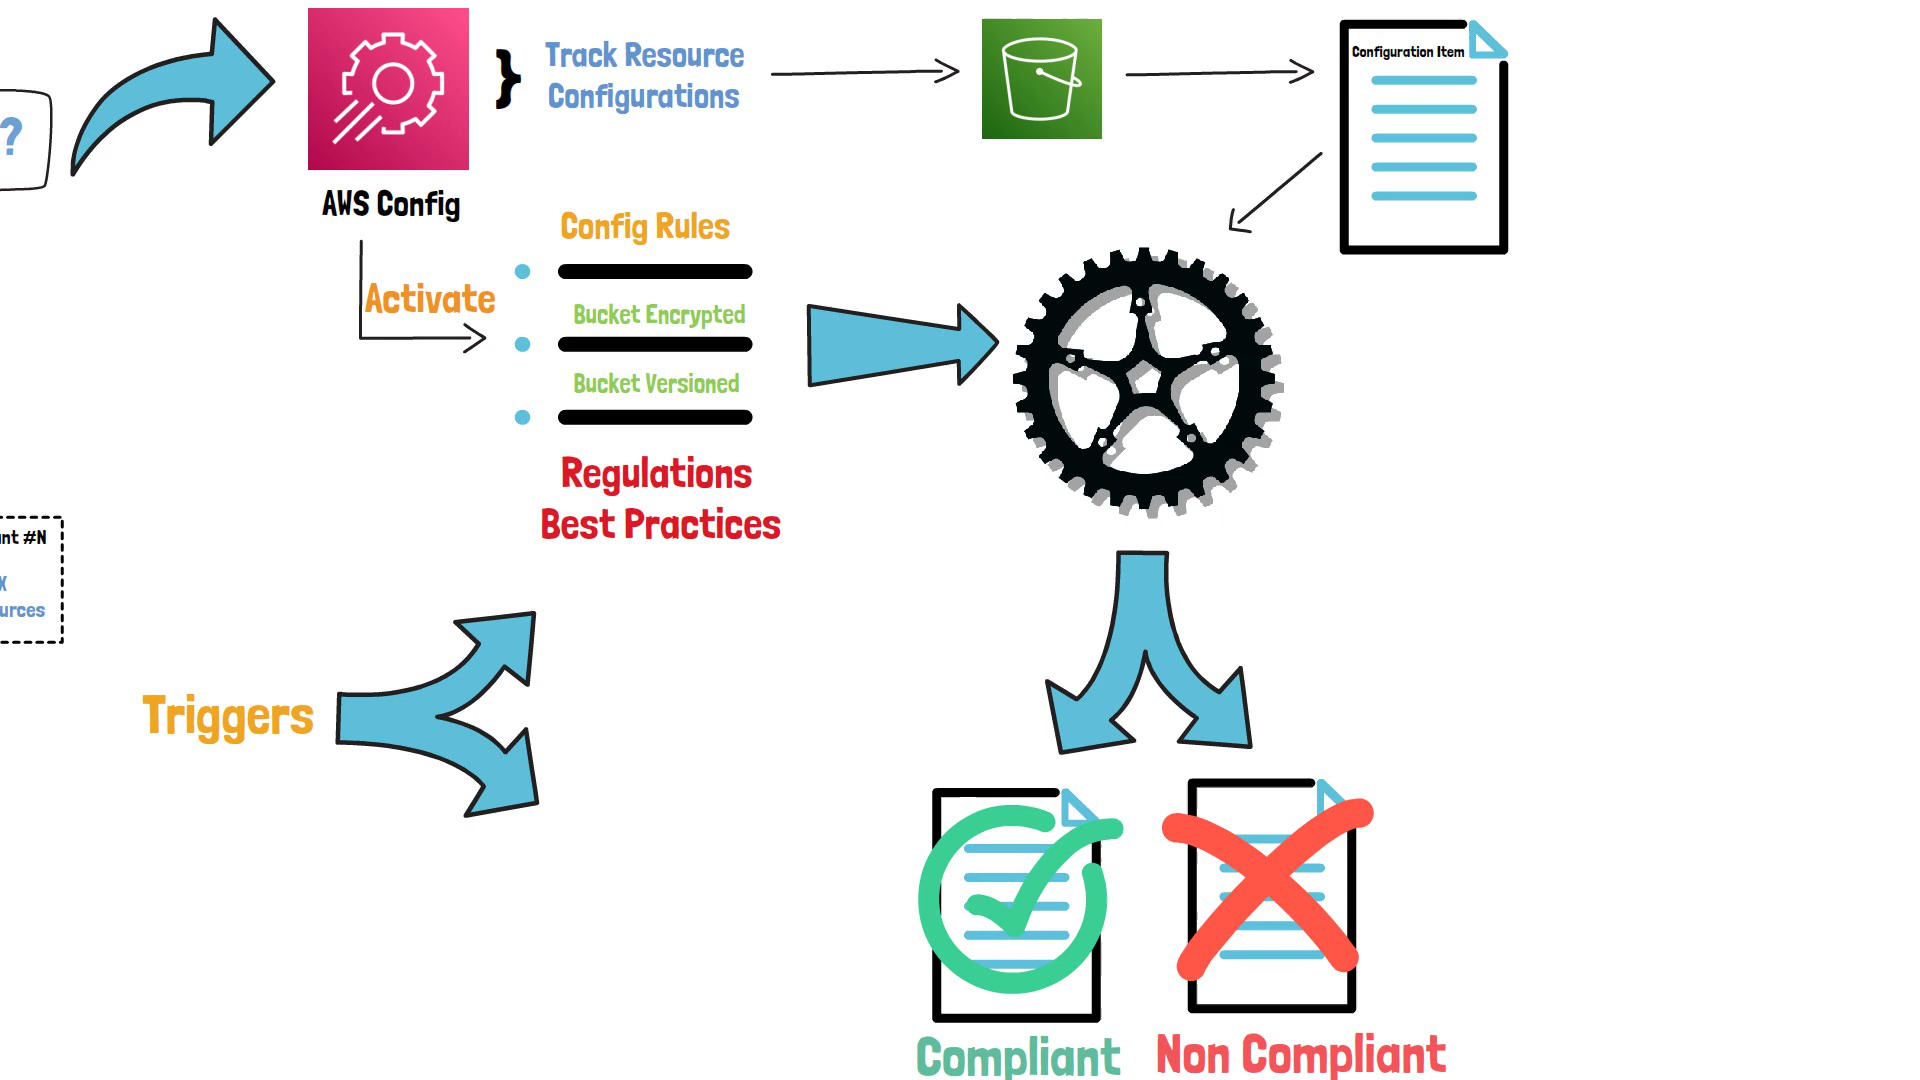 ?
AWS Config
}
Track Resource
Configurations
Configuration Item
Activate
Config Rules
Bucket Encrypted
Bucket Versioned
Regulations
Best Practices
#N
Triggers
Compliant
Non Compliant